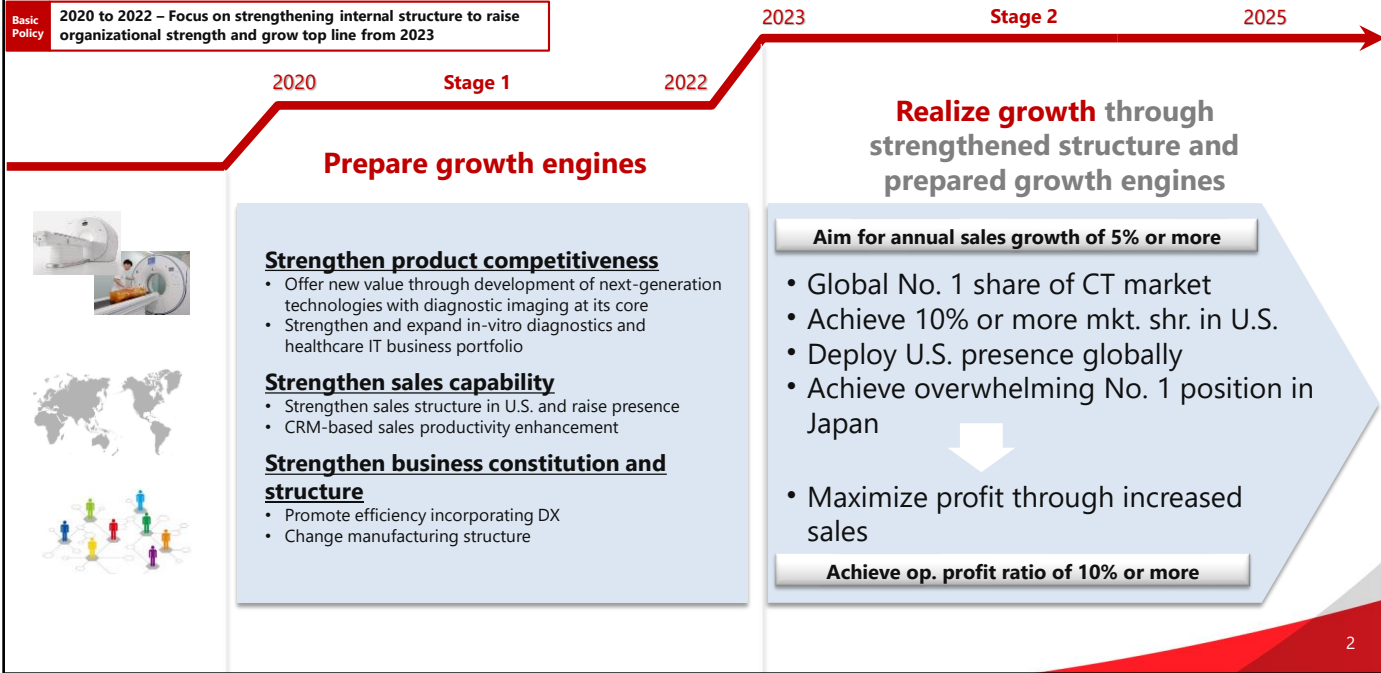 Basic
Policy
2020 to 2022 – Focus on strengthening internal structure to raise
organizational strength and grow top line from 2023
2023
Stage 2
2025
2020
Stage 1
2022
Prepare growth engines
Realize growth through
strengthened structure and
prepared growth engines
Strengthen product competitiveness
• Offer new value through development of next-generation
technologies with diagnostic imaging at its core
• Strengthen and expand in-vitro diagnostics and
healthcare IT business portfolio
Strengthen sales capability
• Strengthen sales structure in U.S. and raise presence
• CRM-based sales productivity enhancement
Strengthen business constitution and
structure
• Promote efficiency incorporating DX
• Change manufacturing structure
Aim for annual sales growth of 5% or more
• Global No. 1 share of CT market
• Achieve 10% or more mkt. shr. in U.S.
• Deploy U.S. presence globally
• Achieve overwhelming No. 1 position in
Japan
• Maximize profit through increased
sales
Achieve op. profit ratio of 10% or more
2